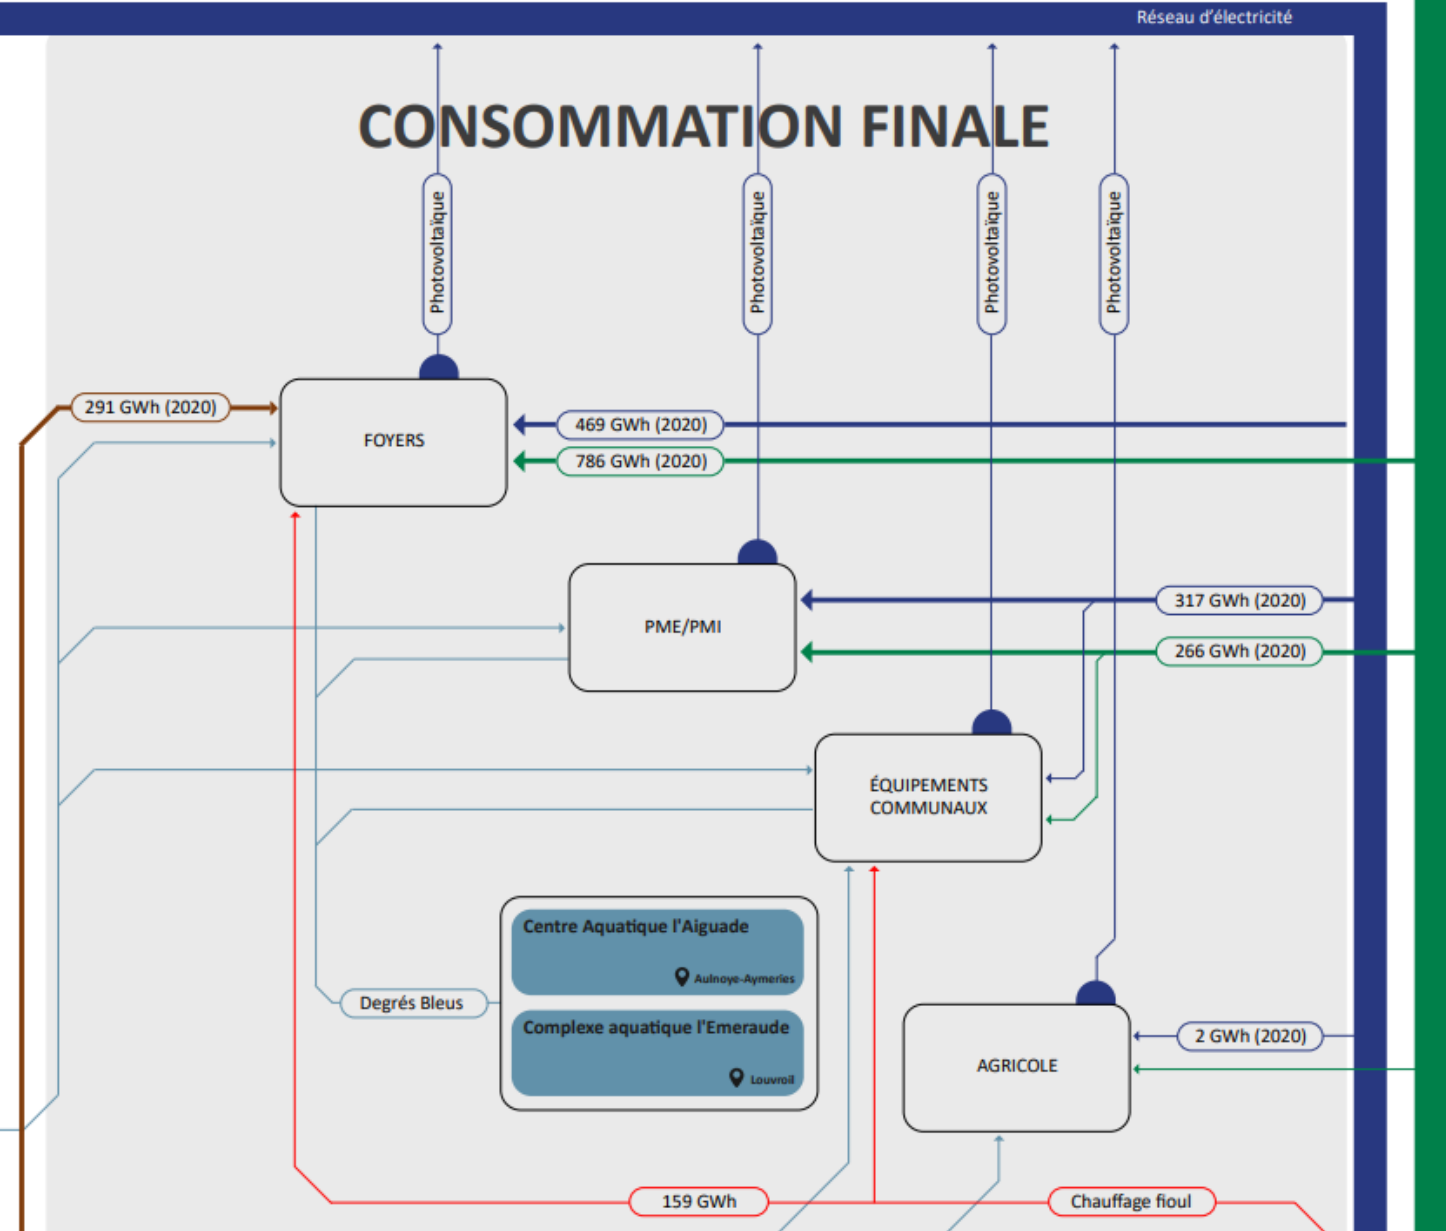 Réseau d'électricité
CONSOMMATION FINALE
Photovoltaïque
Photovoltaïque
Photovoltaïque
Photovoltaïque
291 GWh (2020)
FOYERS
469 GWh (2020)
786 GWh (2020)
PME/PMI
317 GWh (2020)
266 GWh (2020)
ÉQUIPEMENTS
COMMUNAUX
Centre Aquatique l'Aiguade
Aulnoye-Aymeries
Degrés Bleus
Complexe aquatique l'Emeraude
Louvroil
AGRICOLE
2 GWh (2020)
159 GWh
Chauffage fioul